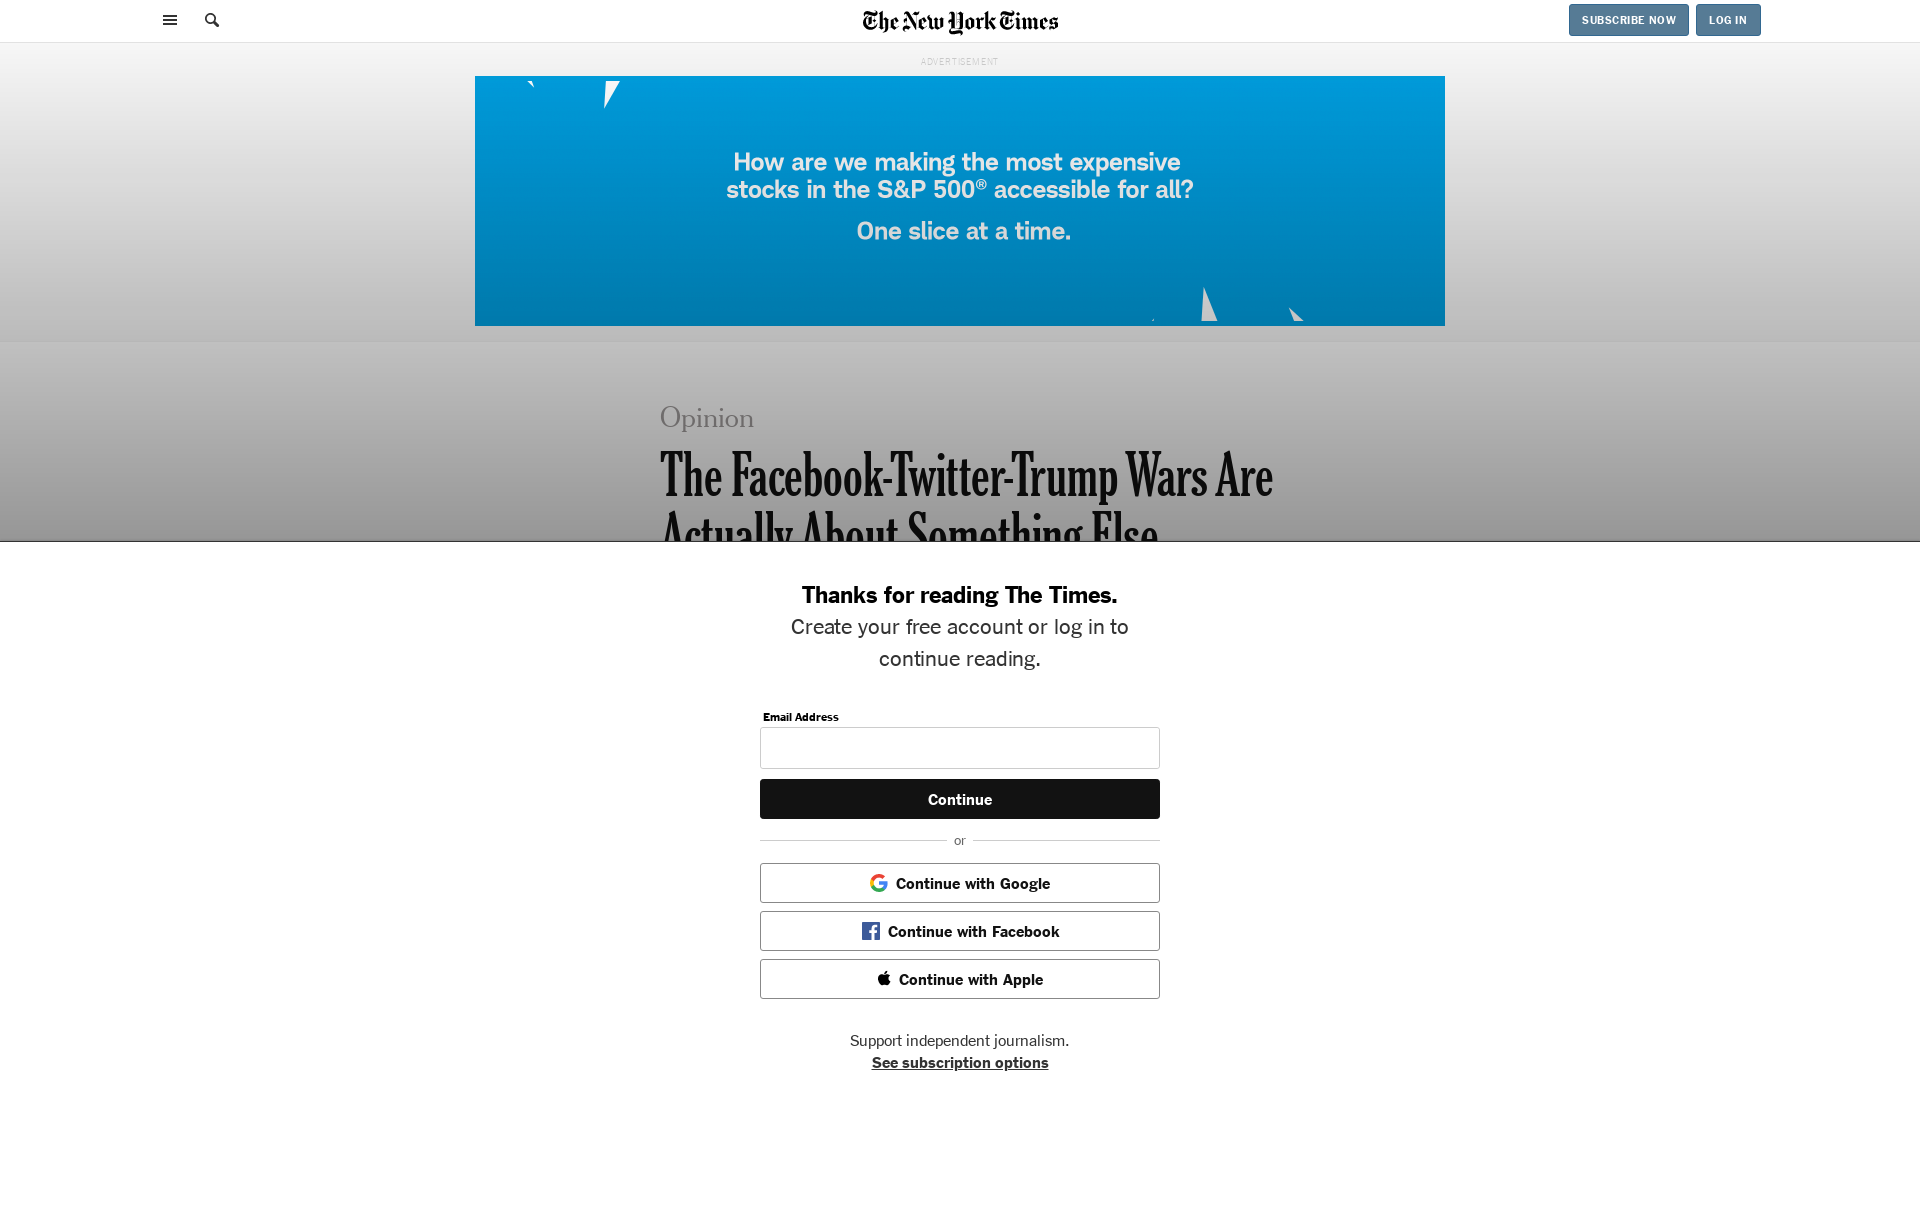 The New York Times
SUBSCRIBE NOW
LOG IN
ADVERTISEMENT
How are we making the most expensive
stocks in the S&P 500® accessible for all?
One slice at a time.
Opinion
The Facebook-Twitter-Trump Wars Are
Actually About Something Else
Thanks for reading The Times.
Create your free account or log in to
continue reading.
Email Address
Continue
or
Continue with Google
Continue with Facebook
Continue with Apple
Support independent journalism.
See subscription options